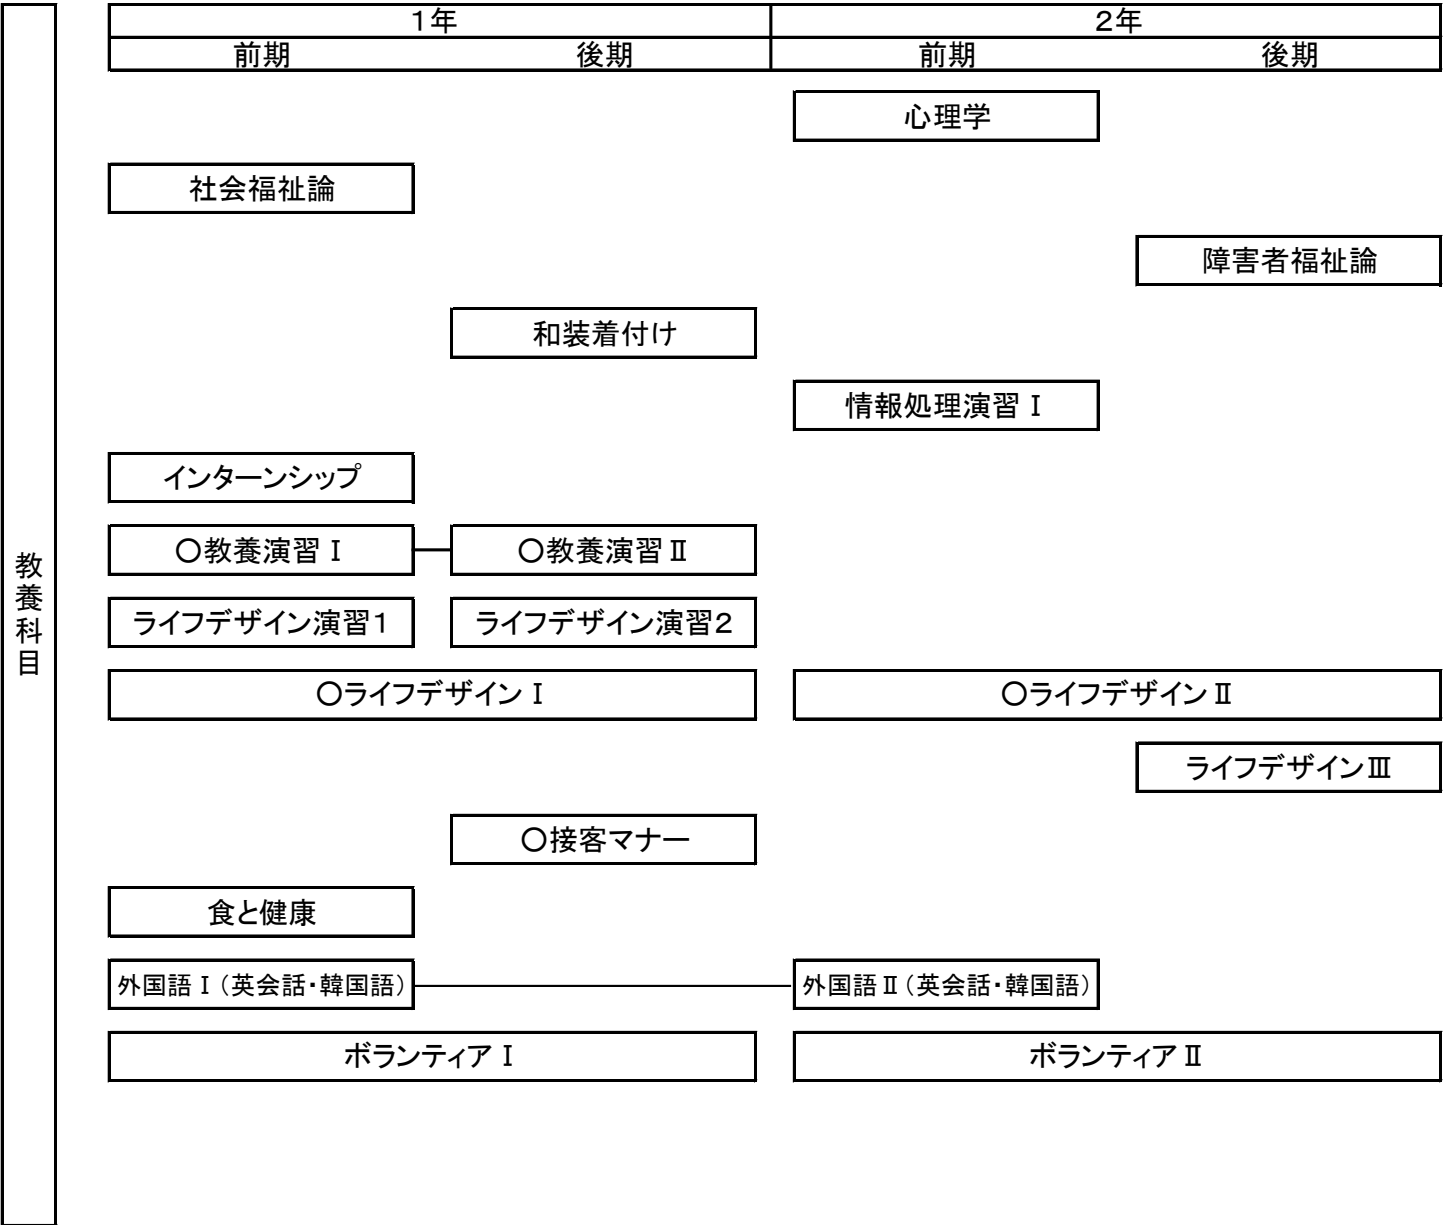 教養科目
1年 2年
前期 後期 前期 後期
心理学
社会福祉論
障害者福祉論
和装着付け
情報処理演習Ⅰ
インターンシップ
○教養演習Ⅰ ○教養演習Ⅱ
ライフデザイン演習1 ライフデザイン演習2
○ライフデザインⅠ ○ライフデザインⅡ
ライフデザインⅢ
○接客マナー
食と健康
外国語Ⅰ(英会話・韓国語) 外国語Ⅱ(英会話・韓国語)
ボランティアⅠ ボランティアⅡ